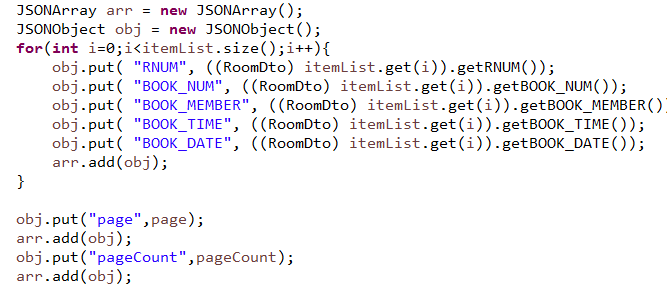 JSONArray arr = new JSONArray();
JSONObject obj = new JSONObject();
for(int i=0;i<itemList.size();i++){
obj.put( "RNUM", ((RoomDto) itemList.get(i)).getRNUM());
obj.put( "BOOK_NUM", ((RoomDto) itemList.get(i)).getBOOK_NUM());
obj.put( "BOOK_MEMBER", ((RoomDto) itemList.get(i)).getBOOK_MEMBER()
obj.put( "BOOK_TIME", ((RoomDto) itemList.get(i)).getBOOK_TIME());
obj.put( "BOOK_DATE", ((RoomDto) itemList.get(i)).getBOOK_DATE());
arr.add(obj);
}
obj.put("page",page);
arr.add(obj);
obj.put("pageCount",pageCount);
arr.add(obj);